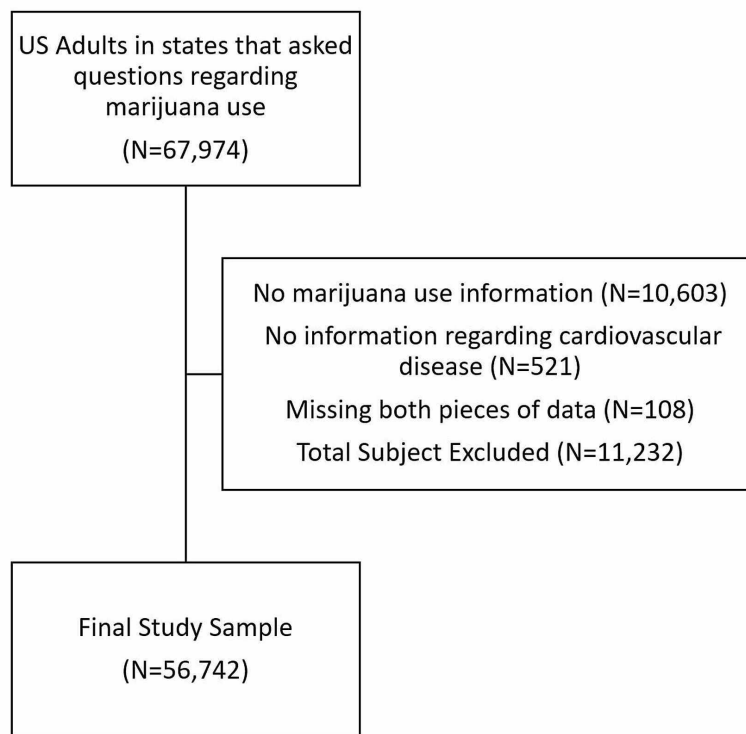 US Adults in states that asked
questions regarding
marijuana use
(N=67,974)
No marijuana use information (N=10,603)
No information regarding cardiovascular
disease (N=521)
Missing both pieces of data (N=108)
Total Subject Excluded (N=11,232)
Final Study Sample
(N=56,742)